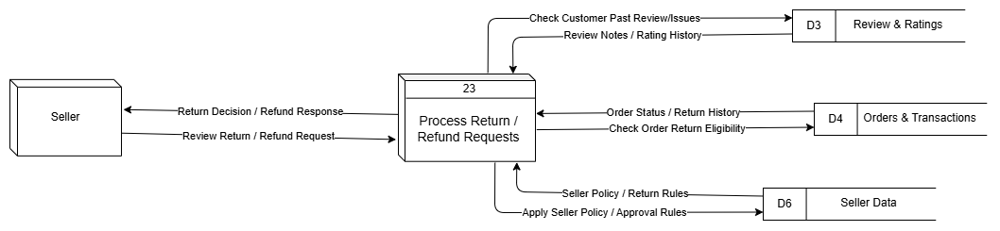 Check Customer Past Review/Issues
D3
Review & Ratings
Review Notes / Rating History
23
Seller
Return Decision / Refund Response
Process Return /
Refund Requests
Order Status / Return History
D4
Orders & Transactions
Review Return / Refund Request
Check Order Return Eligibility
Seller Policy / Return Rules
D6
Seller Data
Apply Seller Policy / Approval Rules